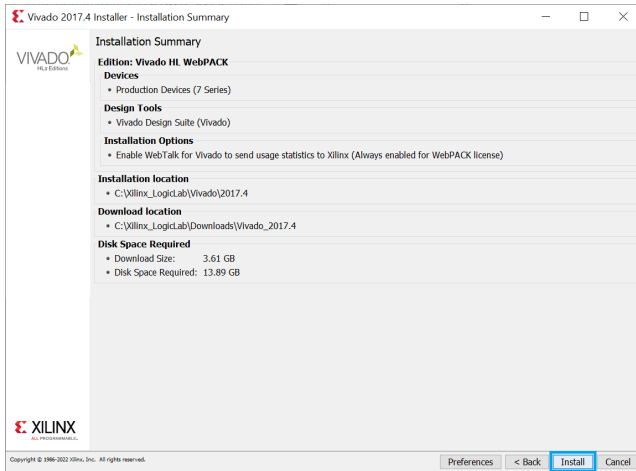 Vivado 2017.4 Installer - Installation Summary
VIVADO
HLx Editions
Installation Summary
Edition: Vivado HL WebPACK
Devices
• Production Devices (7 Series)
Design Tools
• Vivado Design Suite (Vivado)
Installation Options
• Enable WebTalk for Vivado to send usage statistics to Xilinx (Always enabled for WebPACK license)
Installation location
• C:\Xilinx_LogicLab\Vivado\2017.4
Download location
• C:\Xilinx_LogicLab\Downloads\Vivado_2017.4
Disk Space Required
• Download Size: 3.61 GB
• Disk Space Required: 13.89 GB
XILINX
ALL PROGRAMMABLE.
Copyright © 1986-2022 Xilinx, Inc. All rights reserved.
Preferences < Back Install Cancel